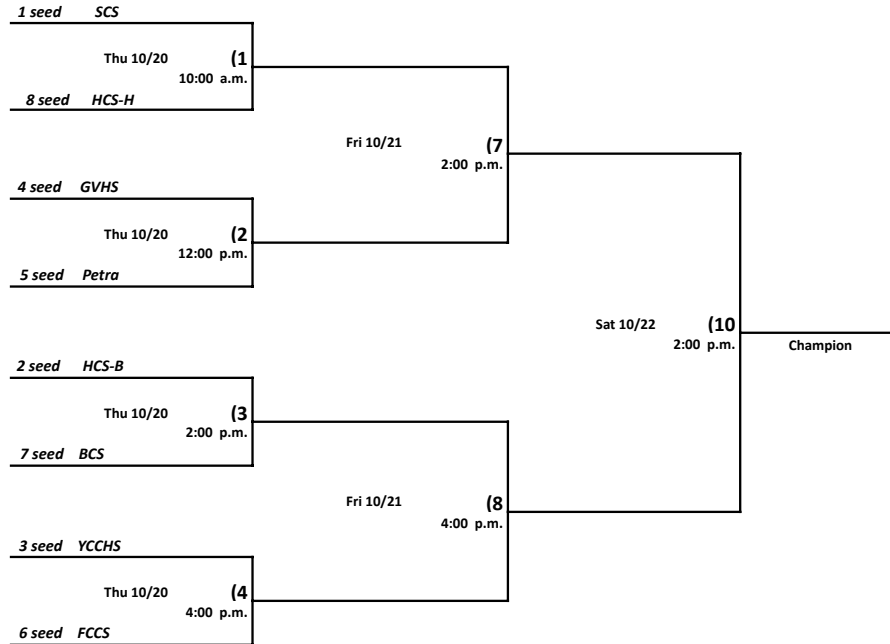 1 seed SCS
Thu 10/20 (1
10:00 a.m.
8 seed HCS-H
Fri 10/21 (7
2:00 p.m.
4 seed GVHS
Thu 10/20 (2
12:00 p.m.
5 seed Petra
Sat 10/22 (10
2:00 p.m.
Champion
2 seed HCS-B
Thu 10/20 (3
2:00 p.m.
7 seed BCS
Fri 10/21 (8
4:00 p.m.
3 seed YCCHS
Thu 10/20 (4
4:00 p.m.
6 seed FCCS